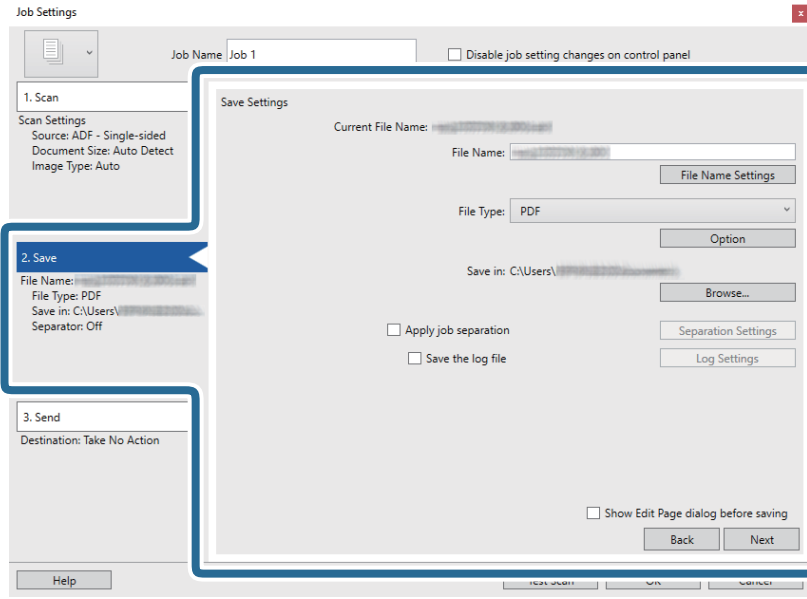 Job Settings
Job Name Job 1
Disable job setting changes on control panel
1. Scan
Scan Settings
Source: ADF - Single-sided
Document Size: Auto Detect
Image Type: Auto
2. Save
File Name:
File Type: PDF
Save in: C:\Users\
Separator: Off
3. Send
Destination: Take No Action
Save Settings
Current File Name:
File Name:
File Name Settings
File Type: PDF
Option
Save in: C:\Users\
Browse...
Apply job separation
Separation Settings
Save the log file
Log Settings
Show Edit Page dialog before saving
Back Next
Help Test Scan OK Cancel